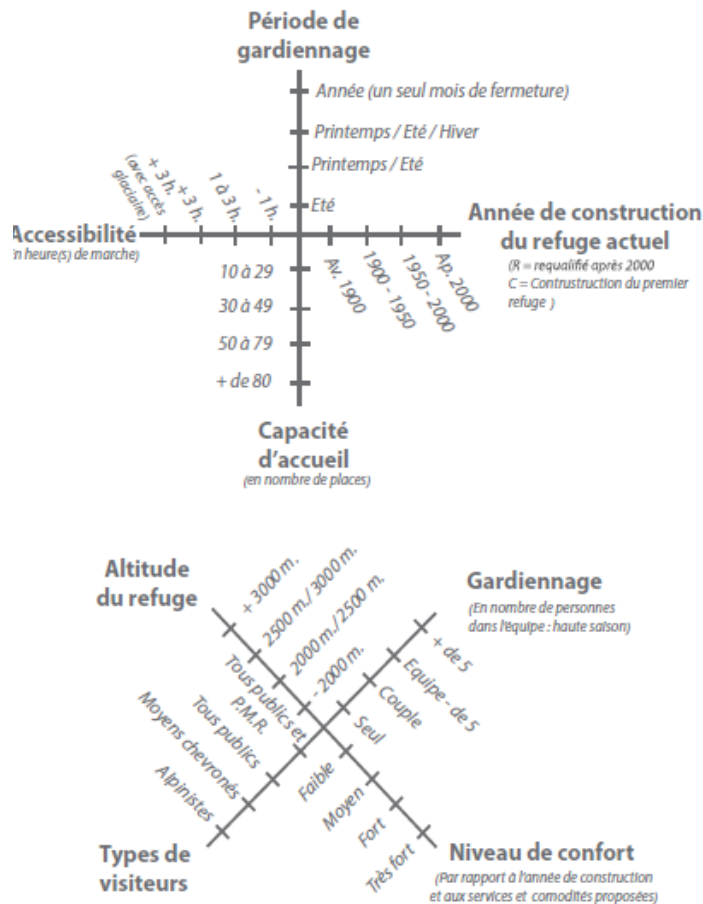 Période de
gardiennage
Année (un seul mois de fermeture)
Printemps / Eté / Hiver
Printemps / Eté
Eté
+ 3 h.
(avec accès
glaciaire)
+3 h.
1 à 3 h.
- 1 h.
Accessibilité
n heure(s) de marche)
Année de construction
du refuge actuel
(R = requalifié après 2000
C = Contrustruction du premier
refuge )
Av. 1900
1900 - 1950
1950 - 2000
Ap. 2000
10 à 29
30 à 49
50 à 79
+ de 80
Capacité
d'accueil
(en nombre de places)
Altitude
du refuge
+ 3000 m.
2500 m./ 3000 m.
2000 m./2500 m.
- 2000 m.
Gardiennage
(En nombre de personnes
dans l'équipe : haute saison)
+ de 5
Equipe - de 5
Couple
Seul
Tous publics et
P.M.R.
Tous publics
Moyens chevronés
Alpinistes
Types de
visiteurs
Faible
Moyen
Fort
Très fort
Niveau de confort
(Par rapport à l'année de construction
et aux services et comodités proposées)